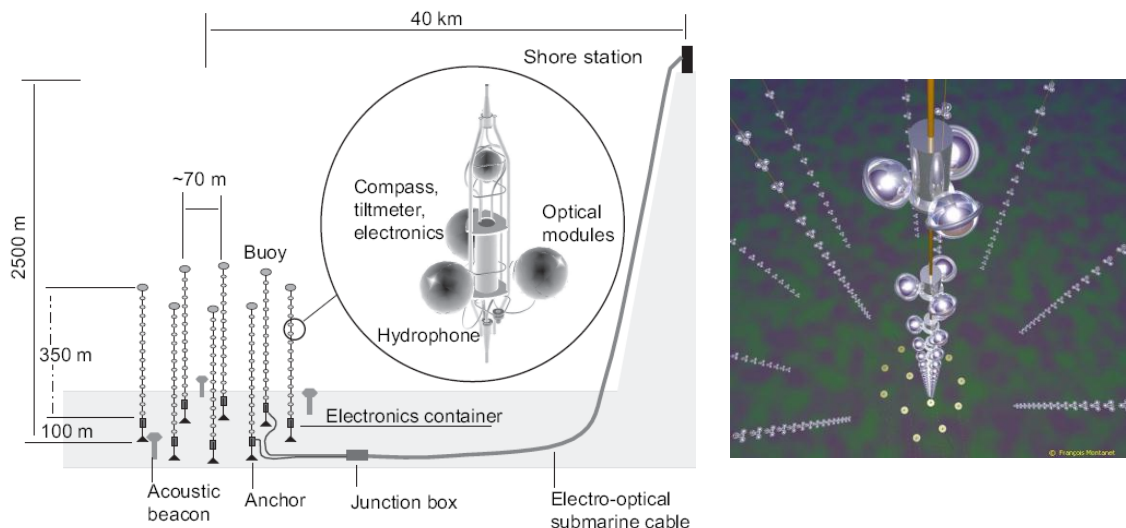 40 km
Shore station
Compass,
tiltmeter,
electronics
Optical
modules
~70 m
Buoy
2500 m
Hydrophone
350 m
100 m
Electronics container
Acoustic
beacon
Anchor
Junction box
Electro-optical
submarine cable
© François Montanet